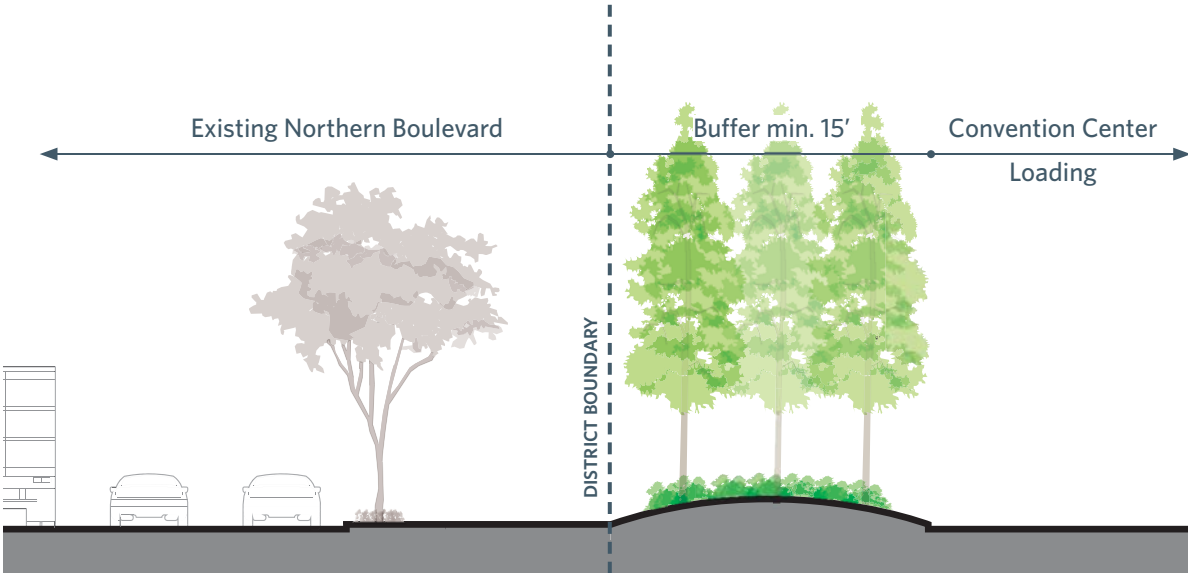 Existing Northern Boulevard
Buffer min. 15′
Convention Center
Loading
DISTRICT BOUNDARY